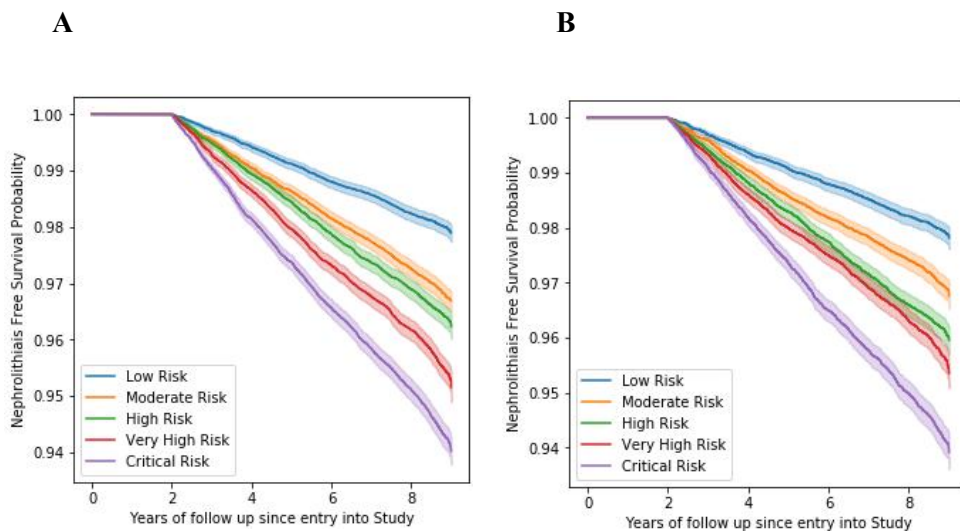 A
B
Nephrolithiais Free Survival Probability
1.00
0.99
0.98
0.97
0.96
0.95
0.94
Low Risk
Moderate Risk
High Risk
Very High Risk
Critical Risk
0
2
4
6
8
Years of follow up since entry into Study
Nephrolithiais Free Survival Probability
1.00
0.99
0.98
0.97
0.96
0.95
0.94
Low Risk
Moderate Risk
High Risk
Very High Risk
Critical Risk
0
2
4
6
8
Years of follow up since entry into Study